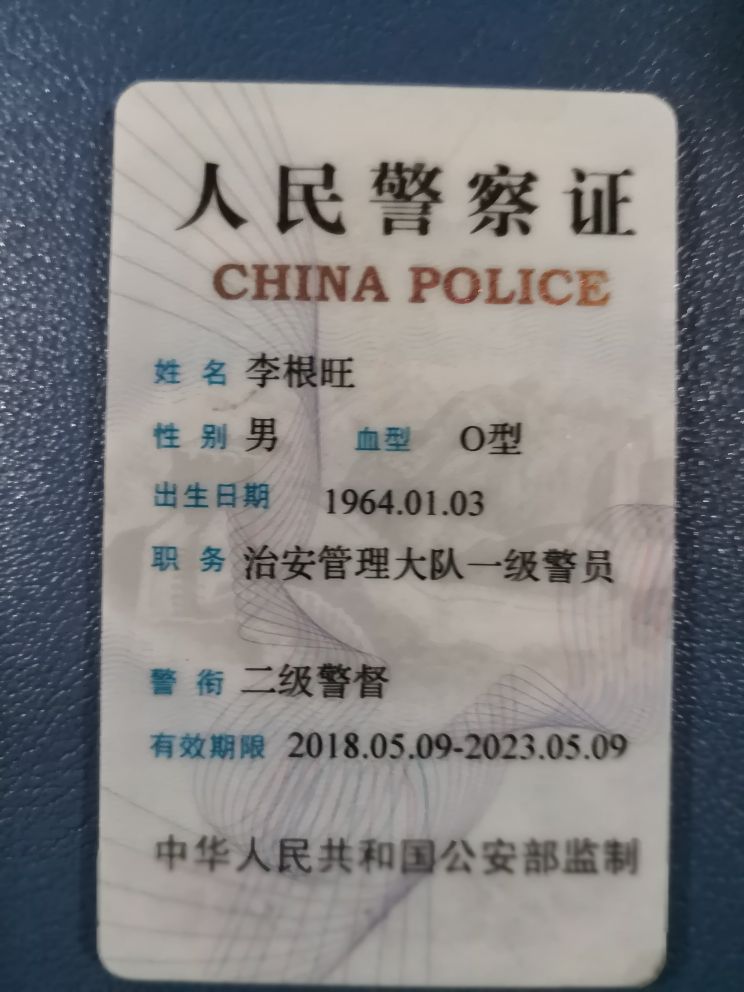 人民警察证
CHINA POLICE
姓名 李根旺
性别 男 血型 O型
出生日期 1964.01.03
职务 治安管理大队一级警员
警衔 二级警督
有效期限 2018.05.09-2023.05.09
中华人民共和国公安部监制